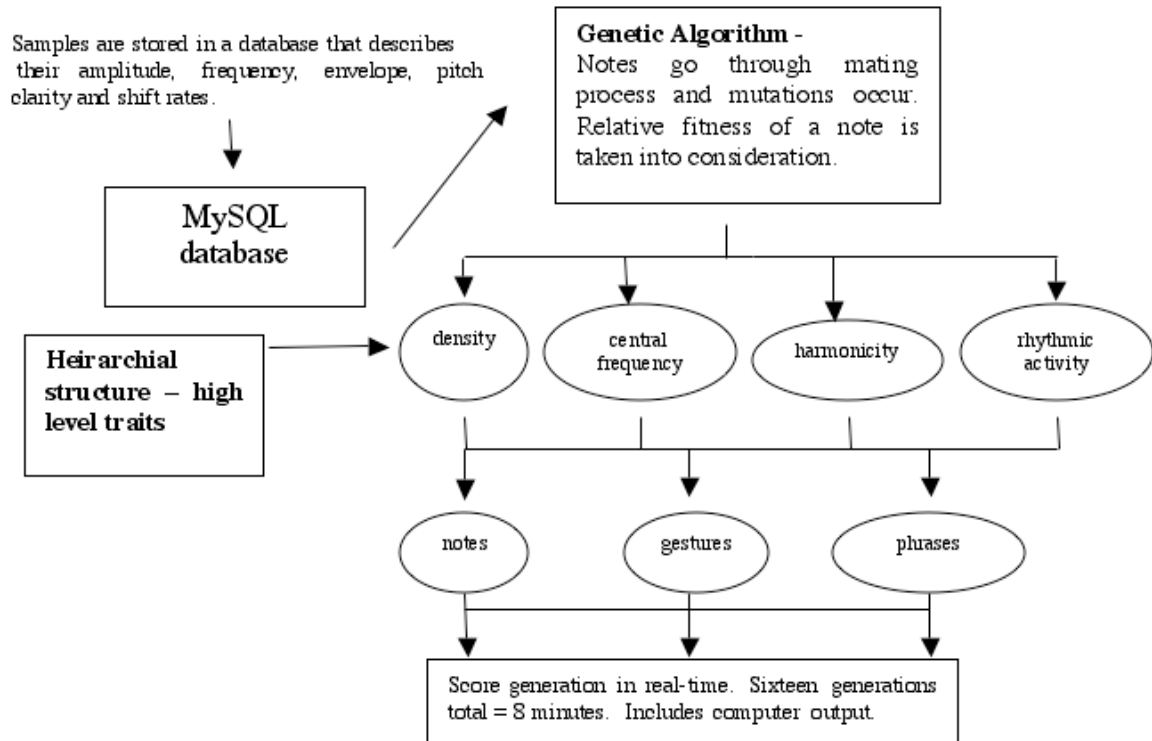 Samples are stored in a database that describes
their amplitude, frequency, envelope, pitch
clarity and shift rates.
Genetic Algorithm -
Notes go through mating
process and mutations occur.
Relative fitness of a note is
taken into consideration.
MySQL
database
Heirarchial
structure – high
level traits
density
central
frequency
harmonicity
rhythmic
activity
notes
gestures
phrases
Score generation in real-time. Sixteen generations
total = 8 minutes. Includes computer output.